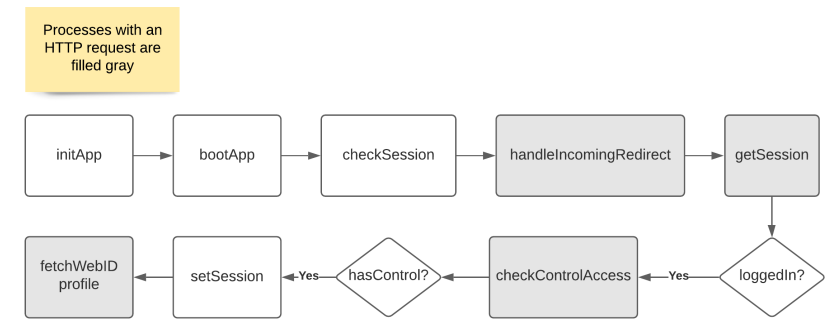 Processes with an
HTTP request are
filled gray
initApp
bootApp
checkSession
handleIncomingRedirect
getSession
fetchWebID
profile
setSession
Yes
hasControl?
checkControlAccess
Yes
loggedIn?